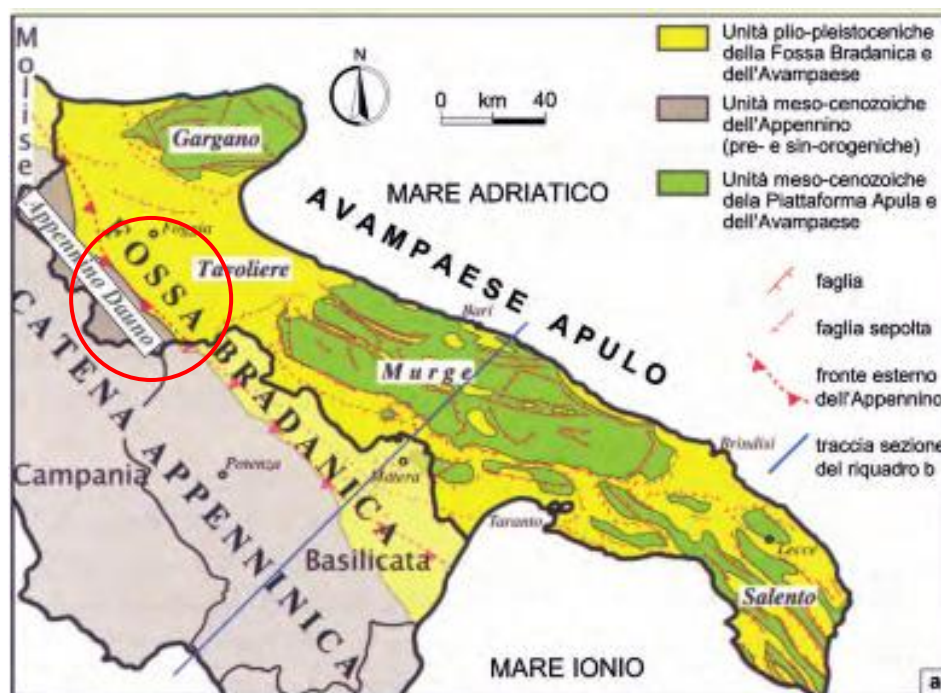 Molise
Gargano
Foggia
Tavoliere
Appennino Dauno
FOSSA BRADANICA
CATENA APPENNINICA
AVAMPAESE APULO
MARE ADRIATICO
N
0 km 40
Bari
Murge
Brindisi
Campania
Potenza
Matera
Basilicata
Taranto
Lecce
Salento
MARE IONIO
Unità plio-pleistoceniche
della Fossa Bradanica e
dell'Avampaese
Unità meso-cenozoiche
dell'Appennino
(pre- e sin-orogeniche)
Unità meso-cenozoiche
dela Piattaforma Apula e
dell'Avampaese
faglia
faglia sepolta
fronte esterno
dell'Appennino
traccia sezione
del riquadro b
a